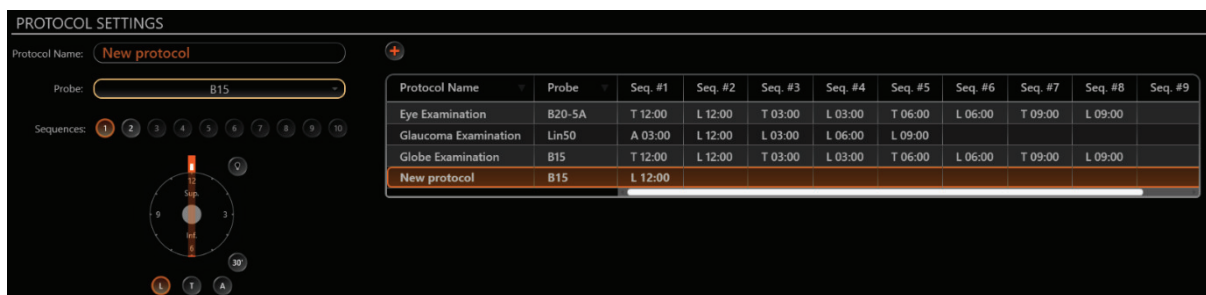 PROTOCOL SETTINGS
Protocol Name: New protocol
Probe: B15
Sequences: 1 2 3 4 5 6 7 8 9 10
12
Sup.
9 3
Inf.
6
30°
L T A
Protocol Name Probe Seq. #1 Seq. #2 Seq. #3 Seq. #4 Seq. #5 Seq. #6 Seq. #7 Seq. #8 Seq. #9
Eye Examination B20-5A T 12:00 L 12:00 T 03:00 L 03:00 T 06:00 L 06:00 T 09:00 L 09:00
Glaucoma Examination Lin50 A 03:00 L 12:00 L 03:00 L 06:00 L 09:00
Globe Examination B15 T 12:00 L 12:00 T 03:00 L 03:00 T 06:00 L 06:00 T 09:00 L 09:00
New protocol B15 L 12:00